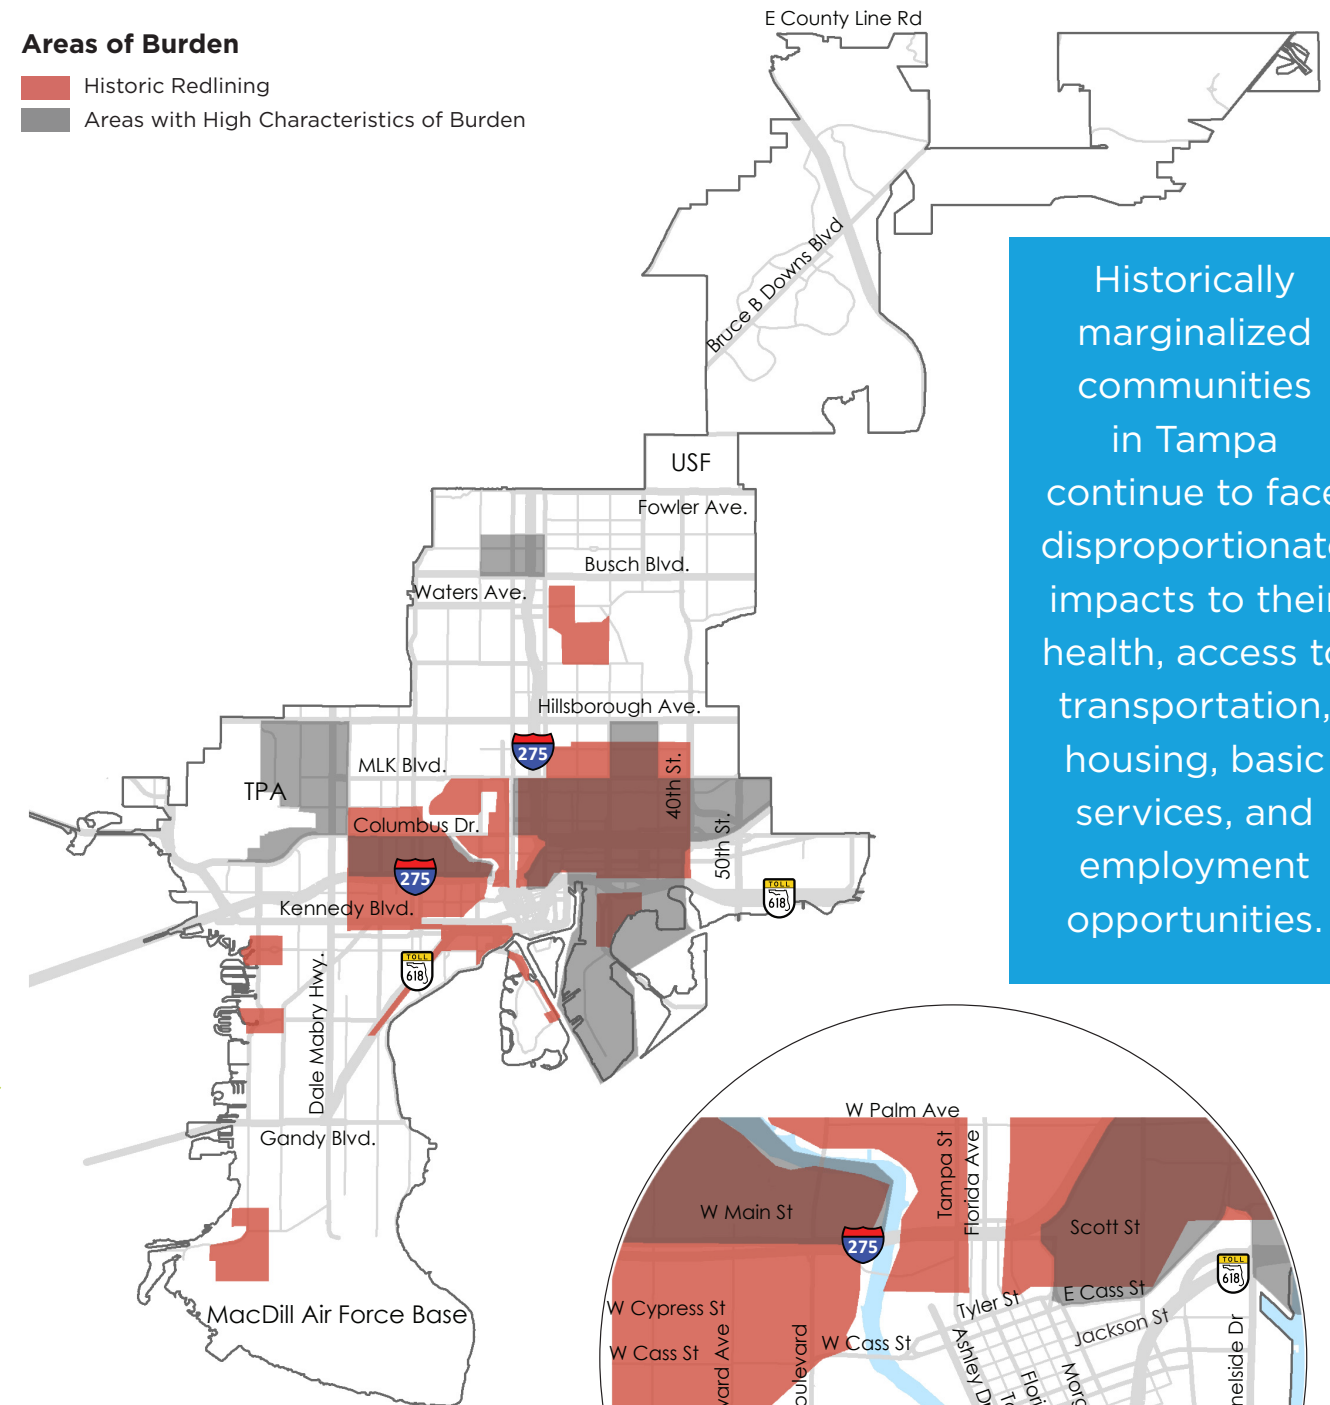 Areas of Burden
Historic Redlining
Areas with High Characteristics of Burden
E County Line Rd
Bruce B Downs Blvd
Historically
marginalized
communities
in Tampa
continue to face
disproportionate
impacts to their
health, access to
transportation,
housing, basic
services, and
employment
opportunities.
USF
Fowler Ave.
Busch Blvd.
Waters Ave.
Hillsborough Ave.
275
MLK Blvd.
TPA
40th St.
Columbus Dr.
50th St.
275
Kennedy Blvd.
TOLL
618
TOLL
618
Dale Mabry Hwy.
Gandy Blvd.
MacDill Air Force Base
W Palm Ave
Tampa St
Florida Ave
W Main St
Scott St
275
TOLL
618
W Cypress St
Tyler St
E Cass St
Jackson St
W Cass St
W Cass St